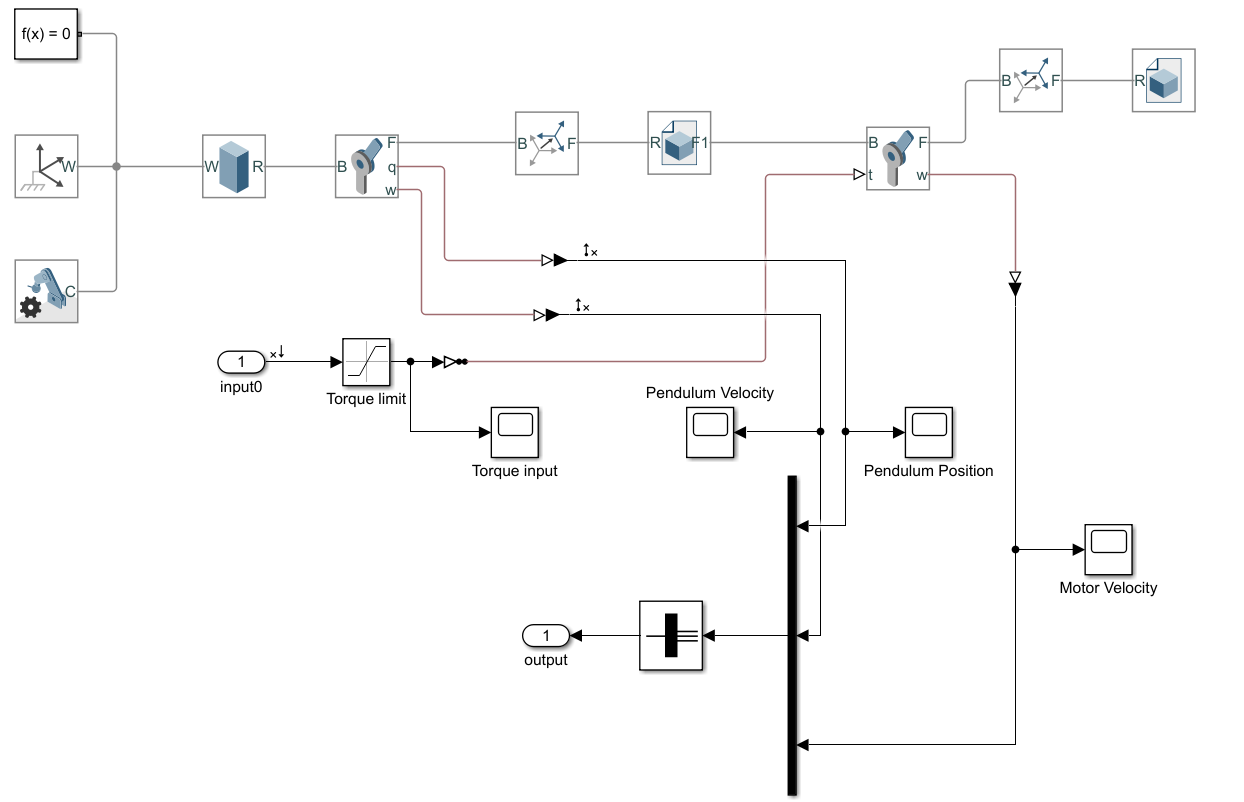 f(x) = 0
B F R
F
B F R F1 B F
q
W W R B
t w
w
x
C
x
1 x
input0
Torque limit
Pendulum Velocity
Torque input
Pendulum Position
Motor Velocity
1
output